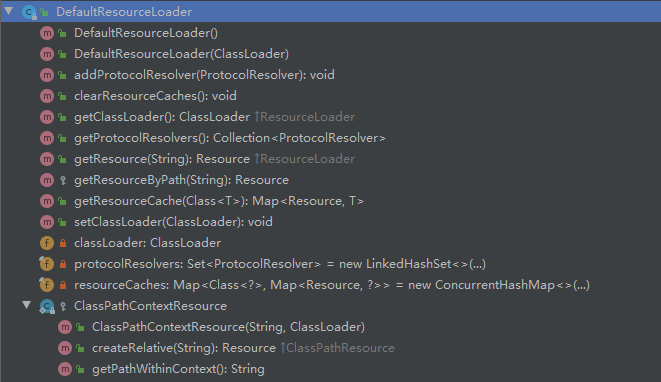 DefaultResourceLoader
DefaultResourceLoader()
DefaultResourceLoader(ClassLoader)
addProtocolResolver(ProtocolResolver): void
clearResourceCaches(): void
getClassLoader(): ClassLoader ↑ResourceLoader
getProtocolResolvers(): Collection<ProtocolResolver>
getResource(String): Resource ↑ResourceLoader
getResourceByPath(String): Resource
getResourceCache(Class<T>): Map<Resource, T>
setClassLoader(ClassLoader): void
classLoader: ClassLoader
protocolResolvers: Set<ProtocolResolver> = new LinkedHashSet<>(...)
resourceCaches: Map<Class<?>, Map<Resource, ?>> = new ConcurrentHashMap<>(...)
ClassPathContextResource
ClassPathContextResource(String, ClassLoader)
createRelative(String): Resource ↑ClassPathResource
getPathWithinContext(): String